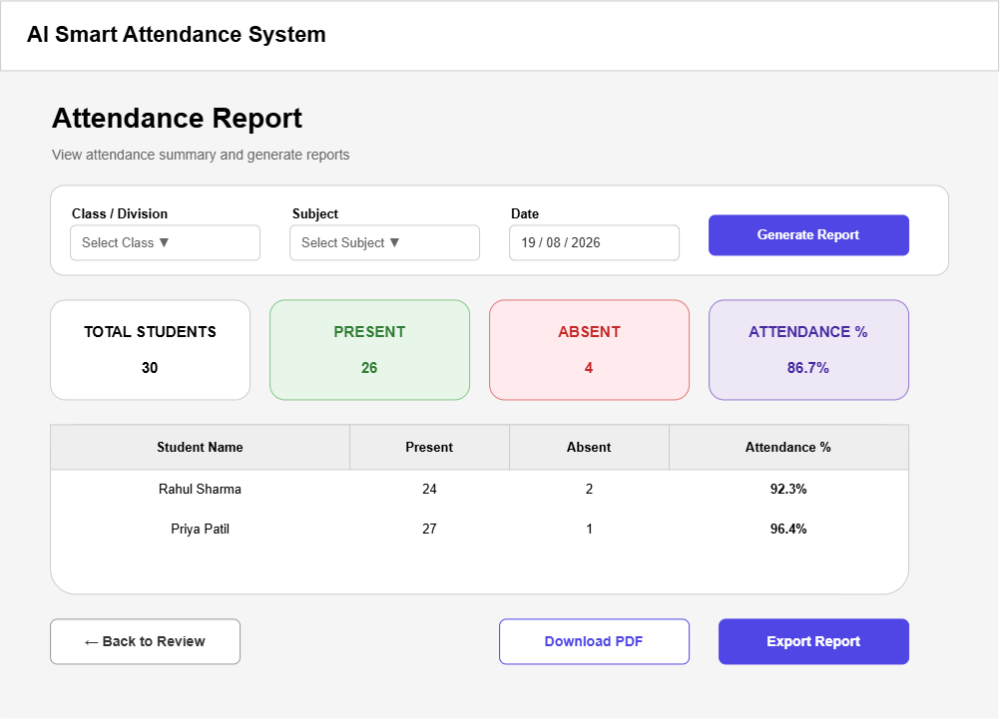 AI Smart Attendance System
Attendance Report
View attendance summary and generate reports
Class / Division Subject Date
Select Class ▼ Select Subject ▼ 19 / 08 / 2026 Generate Report
TOTAL STUDENTS PRESENT ABSENT ATTENDANCE %
30 26 4 86.7%
Student Name Present Absent Attendance %
Rahul Sharma 24 2 92.3%
Priya Patil 27 1 96.4%
← Back to Review Download PDF Export Report